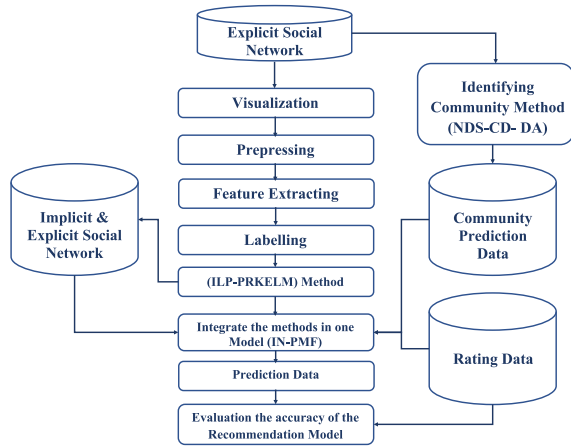 Explicit Social
Network
Visualization
Prepressing
Feature Extracting
Labelling
(ILP-PRKELM) Method
Integrate the methods in one
Model (IN-PMF)
Prediction Data
Evaluation the accuracy of the
Recommendation Model
Implicit &
Explicit Social
Network
Identifying
Community Method
(NDS-CD- DA)
Community
Prediction
Data
Rating Data